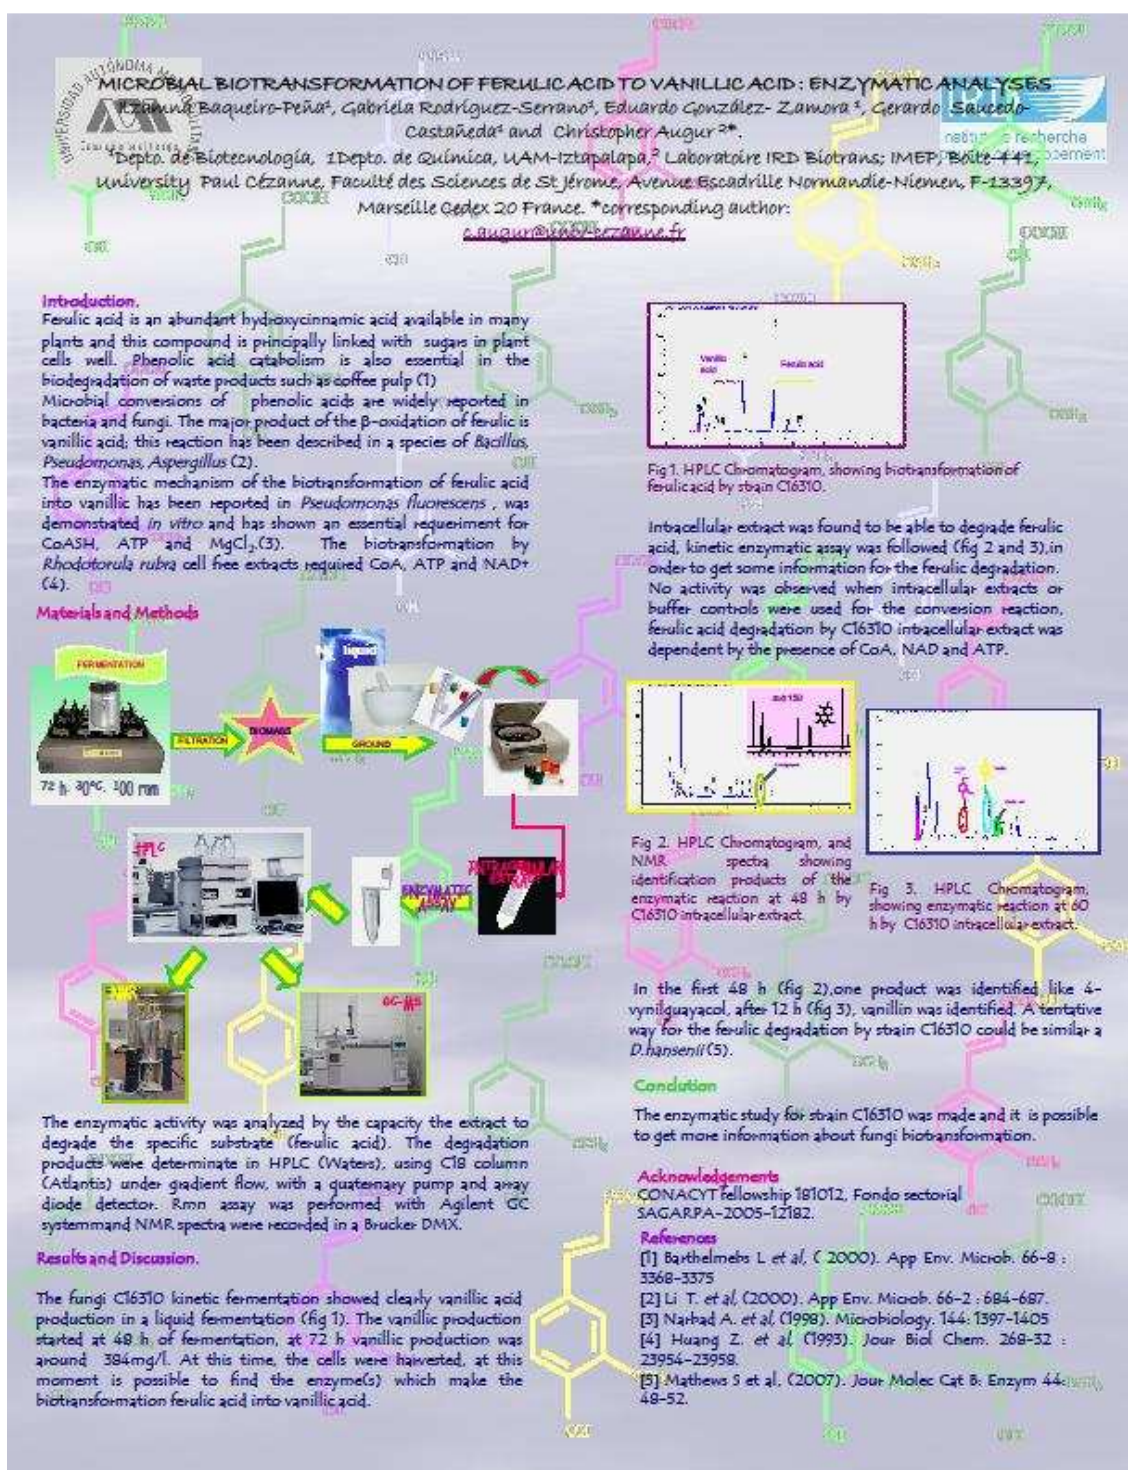 MICROBIAL BIOTRANSFORMATION OF FERULIC ACID TO VANILLIC ACID : ENZYMATIC ANALYSES
Itzamná Baqueiro-Peña¹, Gabriela Rodríguez-Serrano¹, Eduardo González- Zamora ¹, Gerardo Saucedo-
Castañeda¹ and Christopher Augur ²*.
¹Depto. de Biotecnología, 1Depto. de Química, UAM-Iztapalapa,² Laboratoire IRD Biotrans; IMEP, Boîte-441,
University Paul Cézanne, Faculté des Sciences de St Jérome, Avenue Escadrille Normandie-Niemen, F-13397,
Marseille Cedex 20 France. *corresponding author:
c.augur@univ-cezanne.fr
Introduction.
Ferulic acid is an abundant hydroxycinnamic acid available in many
plants and this compound is principally linked with sugars in plant
cells well. Phenolic acid catabolism is also essential in the
biodegradation of waste products such as coffee pulp (1)
Microbial conversions of phenolic acids are widely reported in
bacteria and fungi. The major product of the β-oxidation of ferulic is
vanillic acid; this reaction has been described in a species of Bacillus,
Pseudomonas, Aspergillus (2).
The enzymatic mechanism of the biotransformation of ferulic acid
into vanillic has been reported in Pseudomonas fluorescens , was
demonstrated in vitro and has shown an essential requeriment for
CoASH, ATP and MgCl₂.(3). The biotransformation by
Rhodotorula rubra cell free extracts required CoA, ATP and NAD+
(4).
Materials and Methods
FERMENTATION
72 h, 30°C,
FILTRATION
BIOMASS
N₂ liquid
GROUND
INTRACELLULAR
EXTRACT
ENZYMATIC
ASSAY
HPLC
GC-MS
The enzymatic activity was analyzed by the capacity the extract to
degrade the specific substrate (ferulic acid). The degradation
products were determinate in HPLC (Waters), using C18 column
(Atlantis) under gradient flow, with a quaternary pump and array
diode detector. Rmn assay was performed with Agilent GC
systemmand NMR spectra were recorded in a Brucker DMX.
Results and Discussion.
The fungi C16310 kinetic fermentation showed clearly vanillic acid
production in a liquid fermentation (fig 1). The vanillic production
started at 48 h of fermentation, at 72 h vanillic production was
around 384mg/l. At this time, the cells were harvested, at this
moment is possible to find the enzyme(s) which make the
biotransformation ferulic acid into vanillic acid.
Vanillic
acid
Ferulic acid
Fig 1. HPLC Chromatogram, showing biotransformation of
ferulic acid by strain C16310.
Intracellular extract was found to be able to degrade ferulic
acid, kinetic enzymatic assay was followed (fig 2 and 3),in
order to get some information for the ferulic degradation.
No activity was observed when intracellular extracts or
buffer controls were used for the conversion reaction,
ferulic acid degradation by C16310 intracellular extract was
dependent by the presence of CoA, NAD and ATP.
Fig 2. HPLC Chromatogram, and
NMR spectra showing
identification products of the
enzymatic reaction at 48 h by
C16310 intracellular extract.
Fig 3. HPLC Chromatogram,
showing enzymatic reaction at 60
h by C16310 intracellular extract.
In the first 48 h (fig 2),one product was identified like 4-
vynilguayacol, after 12 h (fig 3), vanillin was identified. A tentative
way for the ferulic degradation by strain C16310 could be similar a
D.hansenii (5).
Conclution
The enzymatic study for strain C16310 was made and it is possible
to get more information about fungi biotransformation.
Acknowledgements
CONACYT fellowship 181012, Fondo sectorial
SAGARPA-2005-12182.
References
[1] Barthelmebs L et al, ( 2000). App Env. Microb. 66-8 :
3368-3375
[2] Li T. et al, (2000). App Env. Microb. 66-2 : 684-687.
[3] Narbad A. et al, (1998). Microbiology. 144: 1397-1405
[4] Huang Z. et al, (1993). Jour Biol Chem. 268-32 :
23954-23958.
[5] Mathews S et al, (2007). Jour Molec Cat B: Enzym 44:
48-52.